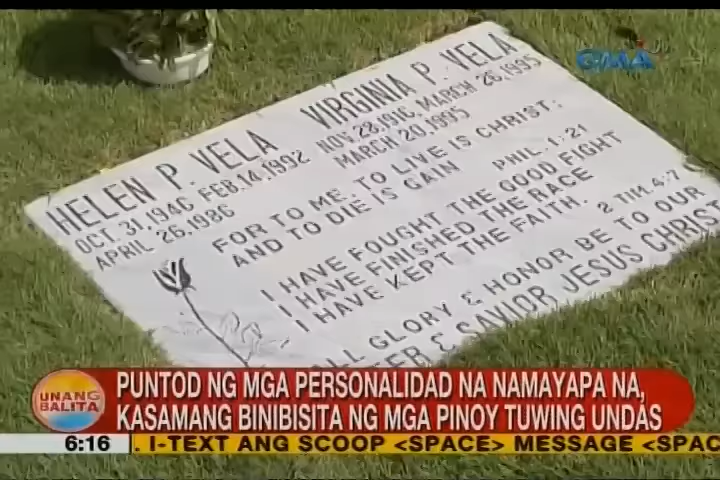 GMA
HELEN P. VELA
OCT. 31, 1946 FEB. 14, 1992
APRIL 26, 1986
VIRGINIA P. VELA
NOV. 28, 1916, MARCH 26, 1995
MARCH 20, 1995
FOR TO ME, TO LIVE IS CHRIST:
AND TO DIE IS GAIN
PHIL. 1:21
I HAVE FOUGHT THE GOOD FIGHT
I HAVE FINISHED THE RACE
I HAVE KEPT THE FAITH.
2 TIM. 4:7
ALL GLORY & HONOR BE TO OUR
& SAVIOR JESUS CHRIST
UNANG
BALITA
PUNTOD NG MGA PERSONALIDAD NA NAMAYAPA NA,
KASAMANG BINIBISITA NG MGA PINOY TUWING UNDAS
6:16
. I-TEXT ANG SCOOP <SPACE> MESSAGE <SPAC